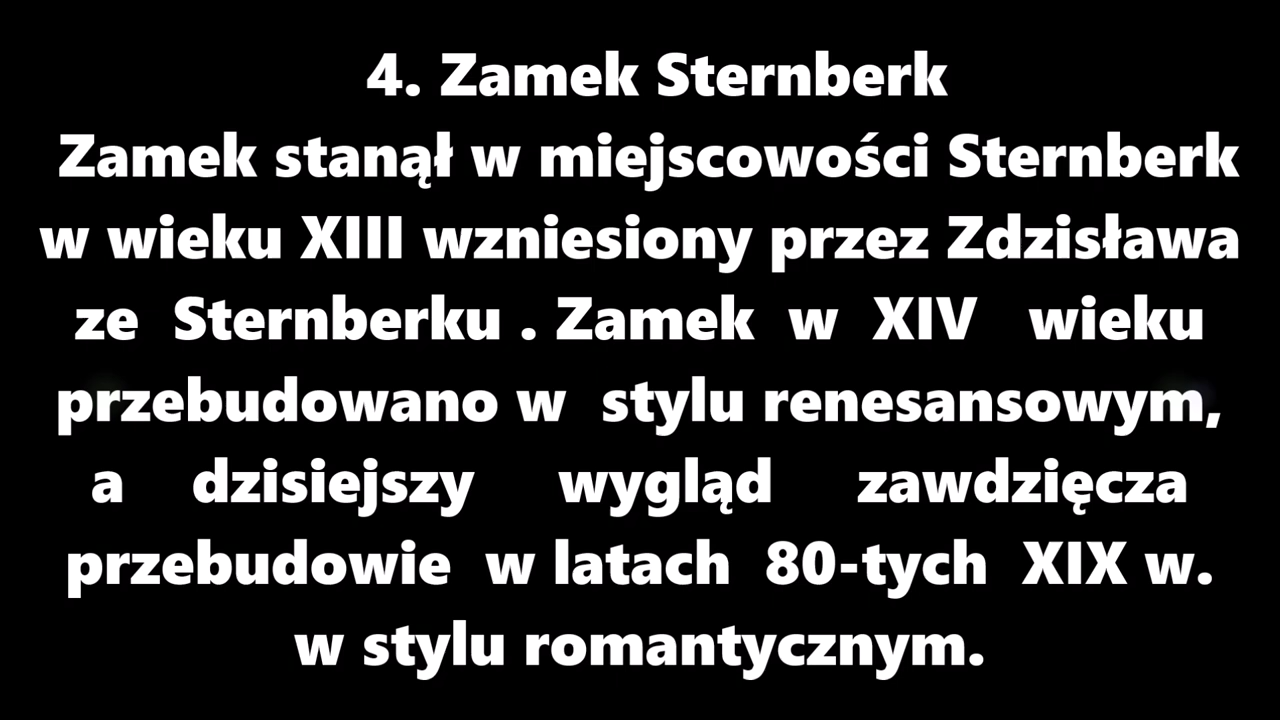 4. Zamek Sternberk
Zamek stanął w miejscowości Sternberk
w wieku XIII wzniesiony przez Zdzisława
ze Sternberku . Zamek w XIV wieku
przebudowano w stylu renesansowym,
a dzisiejszy wygląd zawdzięcza
przebudowie w latach 80-tych XIX w.
w stylu romantycznym.